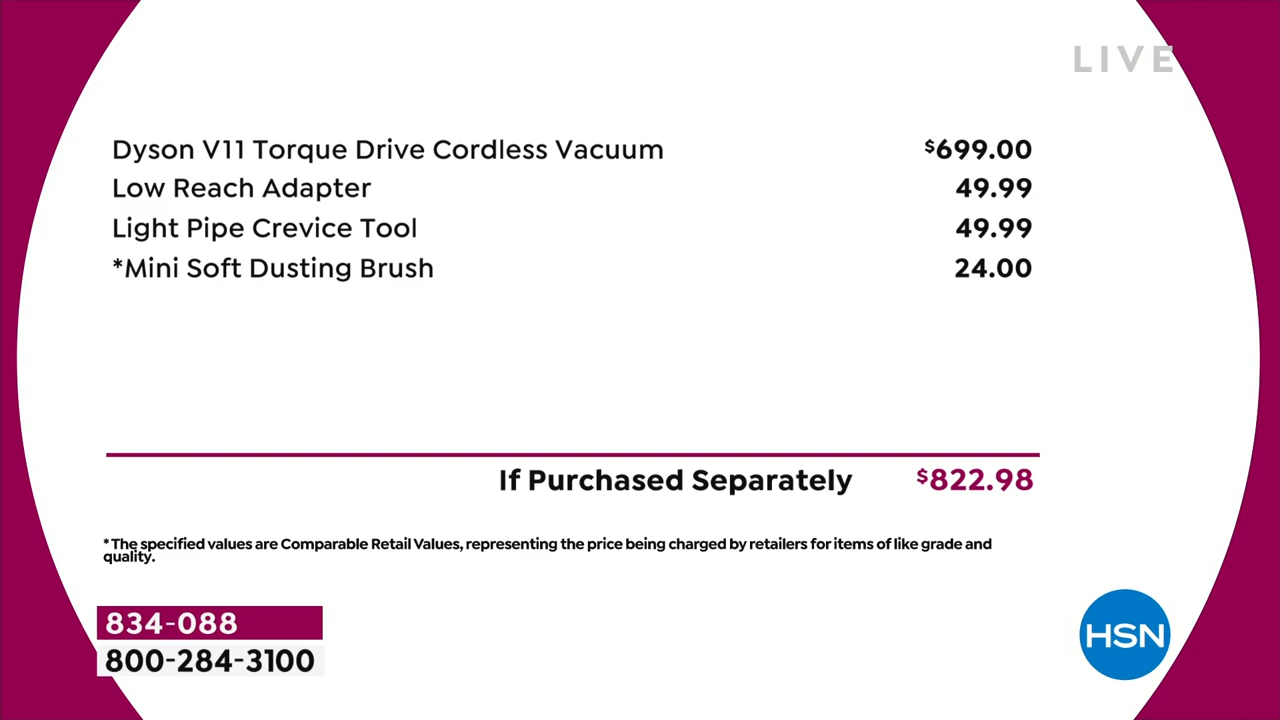 LIVE
Dyson V11 Torque Drive Cordless Vacuum $699.00
Low Reach Adapter 49.99
Light Pipe Crevice Tool 49.99
*Mini Soft Dusting Brush 24.00
If Purchased Separately $822.98
*The specified values are Comparable Retail Values, representing the price being charged by retailers for items of like grade and
quality.
834-088
800-284-3100
HSN